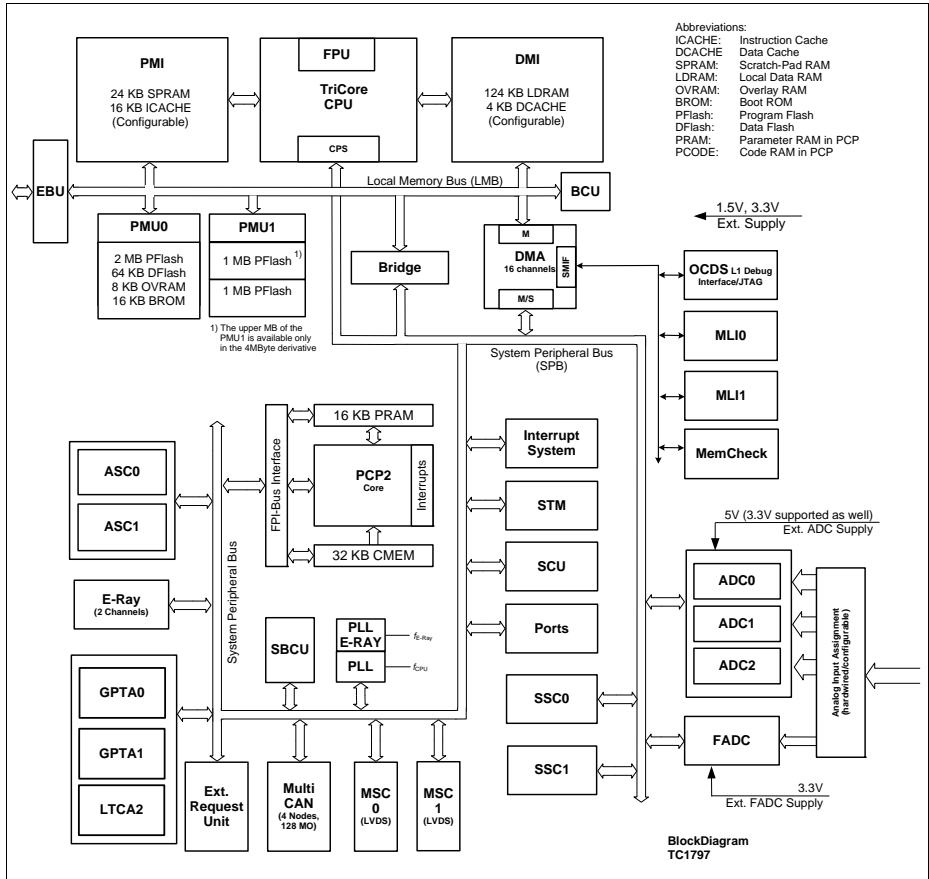 Abbreviations:
ICACHE: Instruction Cache
DCACHE Data Cache
SPRAM: Scratch-Pad RAM
LDRAM: Local Data RAM
OVRAM: Overlay RAM
BROM: Boot ROM
PFlash: Program Flash
DFlash: Data Flash
PRAM: Parameter RAM in PCP
PCODE: Code RAM in PCP
PMI
24 KB SPRAM
16 KB ICACHE
(Configurable)
FPU
TriCore
CPU
CPS
DMI
124 KB LDRAM
4 KB DCACHE
(Configurable)
EBU
Local Memory Bus (LMB)
BCU
1.5V, 3.3V
Ext. Supply
PMU0
2 MB PFlash
64 KB DFlash
8 KB OVRAM
16 KB BROM
PMU1
1 MB PFlash 1)
1 MB PFlash
1) The upper MB of the
PMU1 is available only
in the 4MByte derivative
Bridge
M
DMA
16 channels
SMIF
M/S
OCDS L1 Debug
Interface/JTAG
MLI0
MLI1
MemCheck
System Peripheral Bus
(SPB)
FPI-Bus Interface
16 KB PRAM
PCP2
Core
Interrupts
32 KB CMEM
Interrupt
System
STM
SCU
Ports
SSC0
SSC1
ASC0
ASC1
E-Ray
(2 Channels)
System Peripheral Bus
GPTA0
GPTA1
LTCA2
SBCU
PLL
E-RAY
fE-Ray
PLL
fCPU
Ext.
Request
Unit
Multi
CAN
(4 Nodes,
128 MO)
MSC
0
(LVDS)
MSC
1
(LVDS)
5V (3.3V supported as well)
Ext. ADC Supply
ADC0
ADC1
ADC2
Analog Input Assignment
(hardwired/configurable)
FADC
3.3V
Ext. FADC Supply
BlockDiagram
TC1797